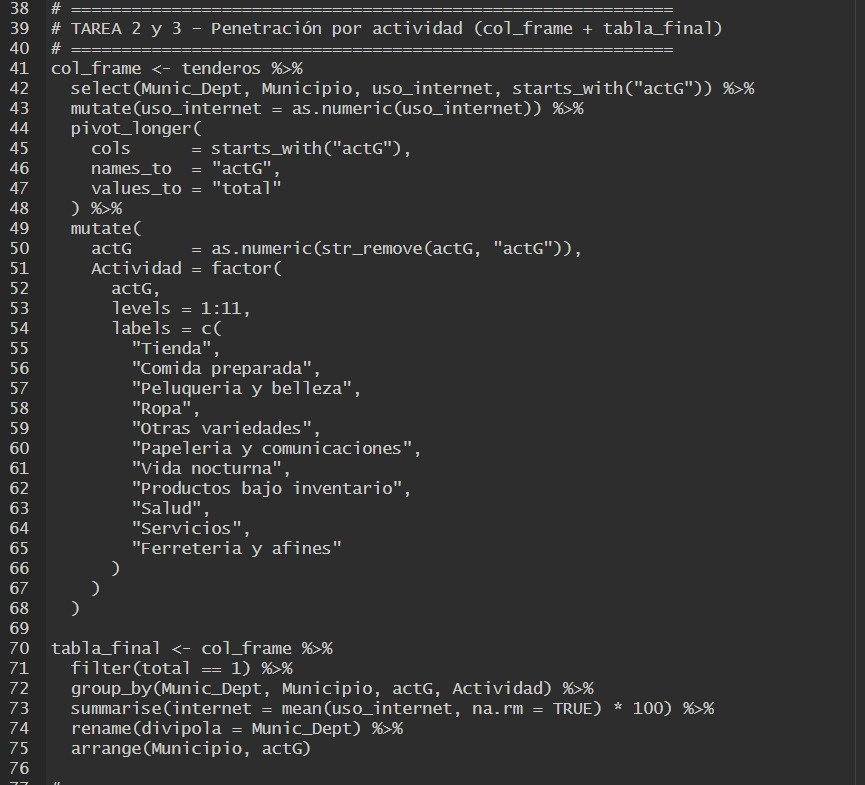 38 # ============================================================
39 # TAREA 2 y 3 – Penetración por actividad (col_frame + tabla_final)
40 # ============================================================
41 col_frame <- tenderos %>%
42   select(Munic_Dept, Municipio, uso_internet, starts_with("actG")) %>%
43   mutate(uso_internet = as.numeric(uso_internet)) %>%
44   pivot_longer(
45     cols      = starts_with("actG"),
46     names_to  = "actG",
47     values_to = "total"
48   ) %>%
49   mutate(
50     actG      = as.numeric(str_remove(actG, "actG")),
51     Actividad = factor(
52       actG,
53       levels = 1:11,
54       labels = c(
55         "Tienda",
56         "Comida preparada",
57         "Peluqueria y belleza",
58         "Ropa",
59         "Otras variedades",
60         "Papeleria y comunicaciones",
61         "Vida nocturna",
62         "Productos bajo inventario",
63         "Salud",
64         "Servicios",
65         "Ferreteria y afines"
66       )
67     )
68   )
69
70 tabla_final <- col_frame %>%
71   filter(total == 1) %>%
72   group_by(Munic_Dept, Municipio, actG, Actividad) %>%
73   summarise(internet = mean(uso_internet, na.rm = TRUE) * 100) %>%
74   rename(divipola = Munic_Dept) %>%
75   arrange(Municipio, actG)
76